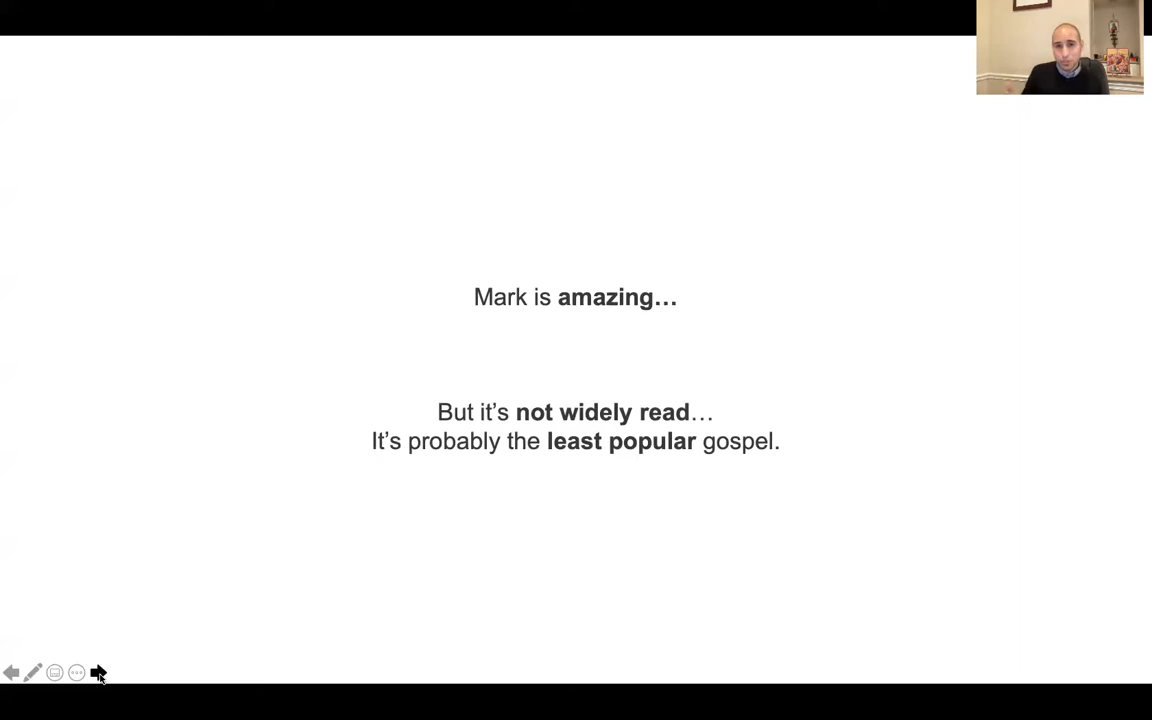 Mark is amazing…
But it’s not widely read…
It’s probably the least popular gospel.